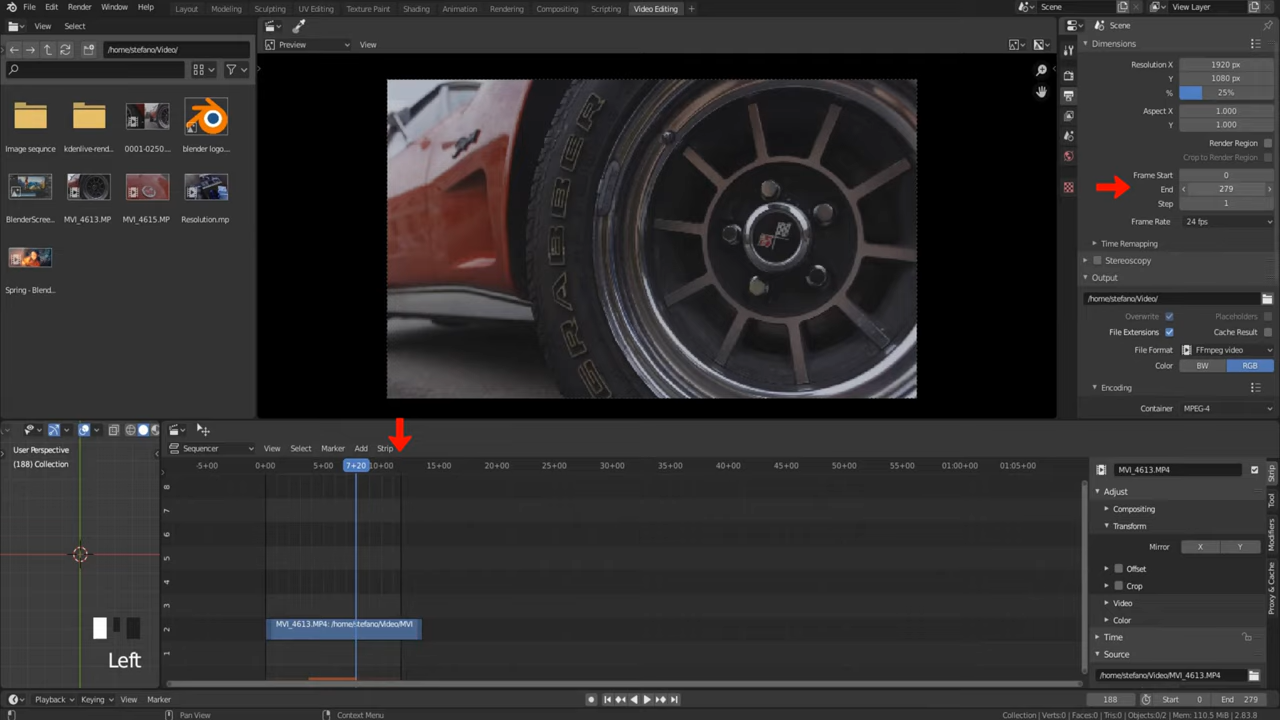 File Edit Render Window Help Layout Modeling Sculpting UV Editing Texture Paint Shading Animation Rendering Compositing Scripting Video Editing + Scene View Layer
View Select
/home/stefano/Video/
Image sequnce kdenlive-rend... 0001-0250... blender logo...
BlenderScree... MVI_4613.MP MVI_4615.MP Resolution.mp
Spring - Blend...
Preview View
GRABBER
GRABBER
Scene
Dimensions
Resolution X 1920 px
Y 1080 px
% 25%
Aspect X 1.000
Y 1.000
Render Region
Crop to Render Region
Frame Start 0
End 279
Step 1
Frame Rate 24 fps
Time Remapping
Stereoscopy
Output
/home/stefano/Video/
Overwrite Placeholders
File Extensions Cache Result
File Format FFmpeg video
Color BW RGB
Encoding
Container MPEG-4
User Perspective
(188) Collection
Left
Sequencer View Select Marker Add Strip
-5+00 0+00 5+00 7+20 10+00 15+00 20+00 25+00 30+00 35+00 40+00 45+00 50+00 55+00 01:00+00 01:05+00
8
7
6
5
4
3
2
1
MVI_4613.MP4: /home/stefano/Video/MVI
MVI_4613.MP4
Adjust
Compositing
Transform
Mirror X Y
Offset
Crop
Video
Color
Time
Source
/home/stefano/Video/MVI_4613.MP4
Strip
Tool
Modifiers
Proxy & Cache
Playback Keying View Marker 188 Start 0 End 279
Pan View Context Menu Collection | Verts:0 | Faces:0 | Tris:0 | Objects:0/2 | Mem: 110.5 MiB | 2.83.8